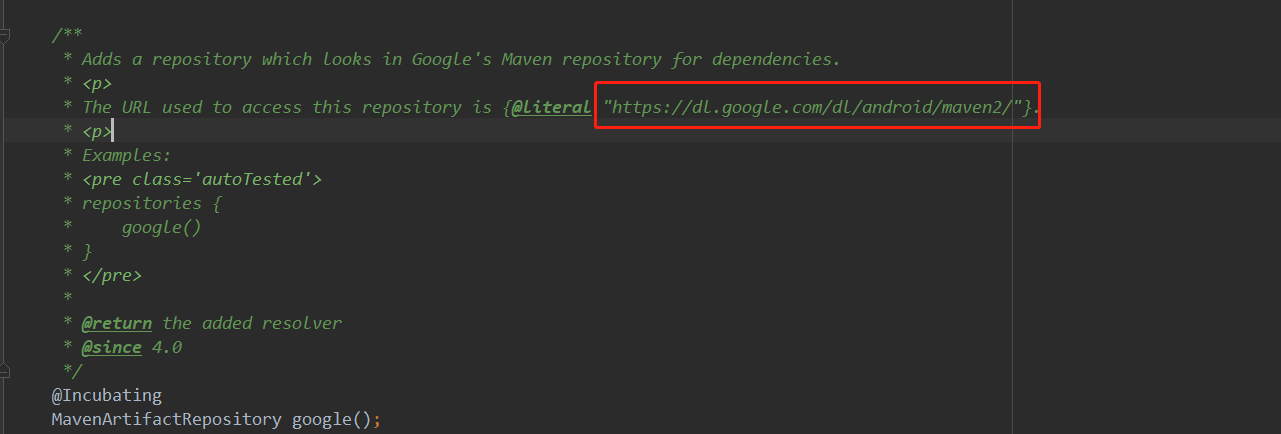 /**
* Adds a repository which looks in Google's Maven repository for dependencies.
* <p>
* The URL used to access this repository is {@literal "https://dl.google.com/dl/android/maven2/"}.
* <p>
* Examples:
* <pre class='autoTested'>
* repositories {
*     google()
* }
* </pre>
*
* @return the added resolver
* @since 4.0
*/
@Incubating
MavenArtifactRepository google();